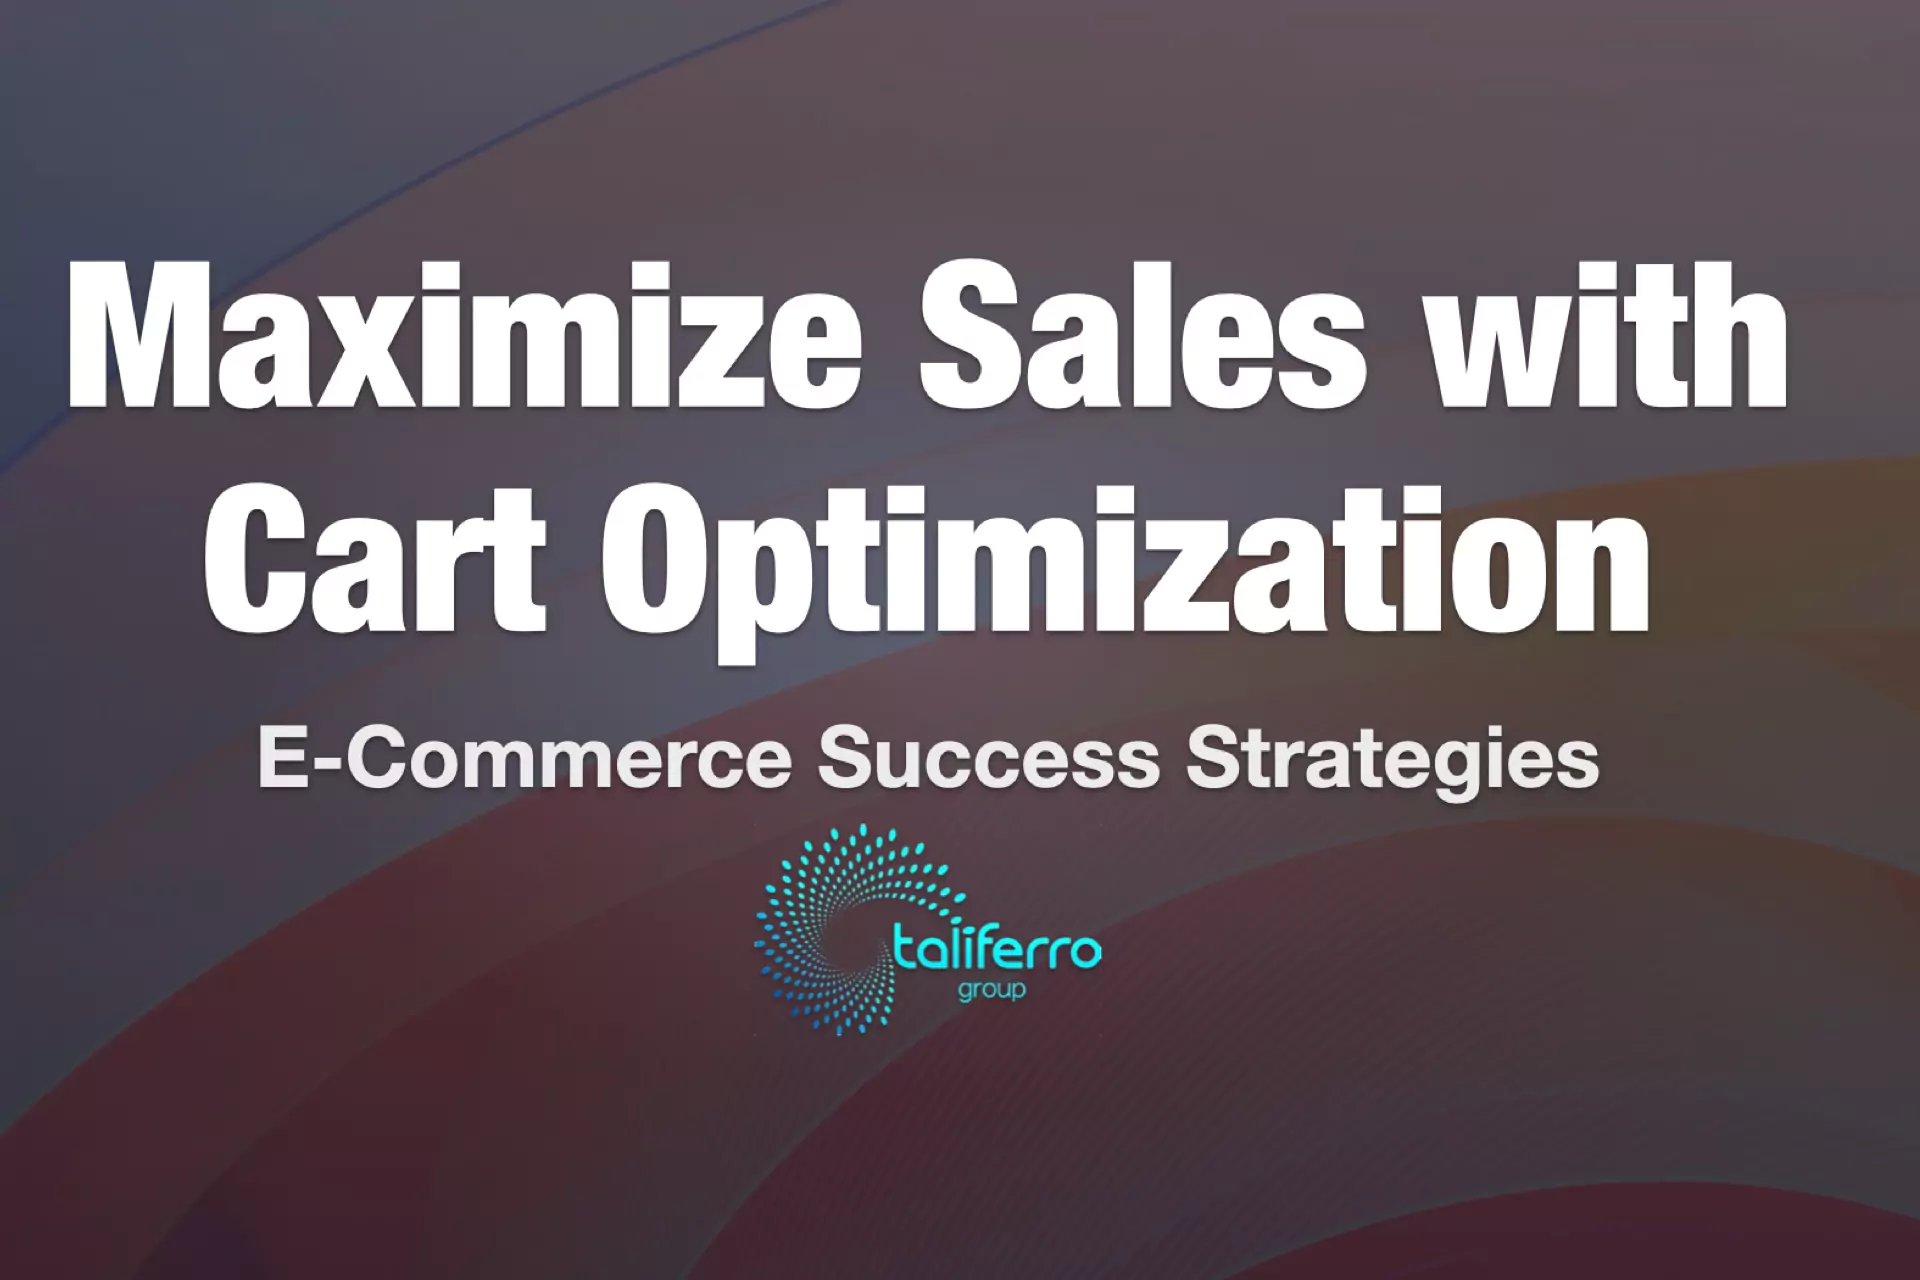 Maximize Sales with
Cart Optimization
E-Commerce Success Strategies
taliferro
group